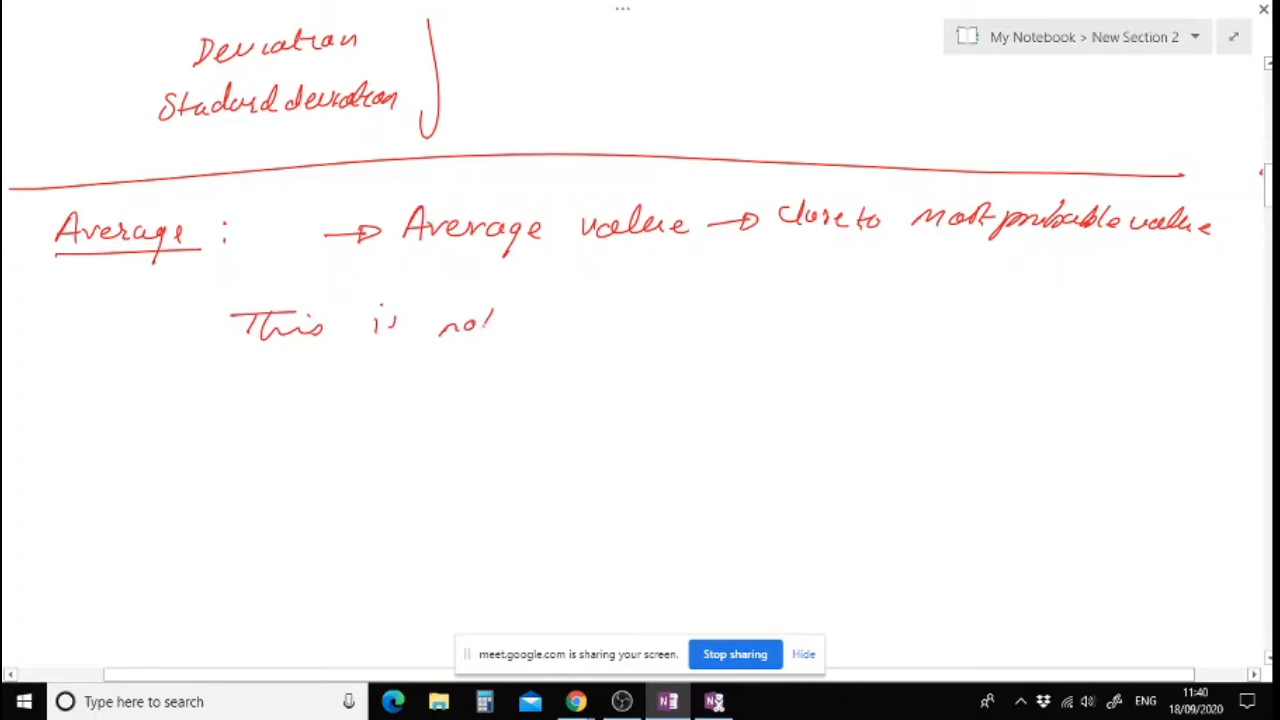 ...
My Notebook > New Section 2
Deviation
Stadard deviation
Average : → Average value → close to most probable value
This is not
meet.google.com is sharing your screen. Stop sharing Hide
Type here to search
ENG
11:40
18/09/2020